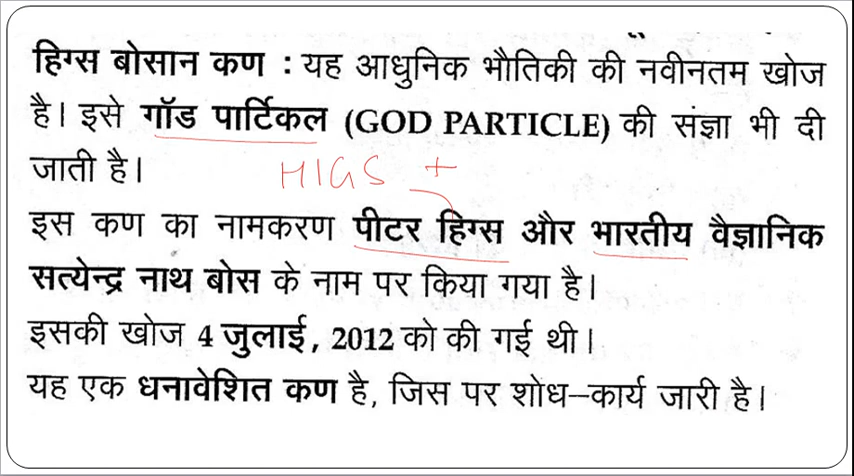 हिग्स बोसान कण : यह आधुनिक भौतिकी की नवीनतम खोज
है। इसे गॉड पार्टिकल (GOD PARTICLE) की संज्ञा भी दी
जाती है।
HIGS +
इस कण का नामकरण पीटर हिग्स और भारतीय वैज्ञानिक
सत्येन्द्र नाथ बोस के नाम पर किया गया है।
इसकी खोज 4 जुलाई, 2012 को की गई थी।
यह एक धनावेशित कण है, जिस पर शोध–कार्य जारी है।